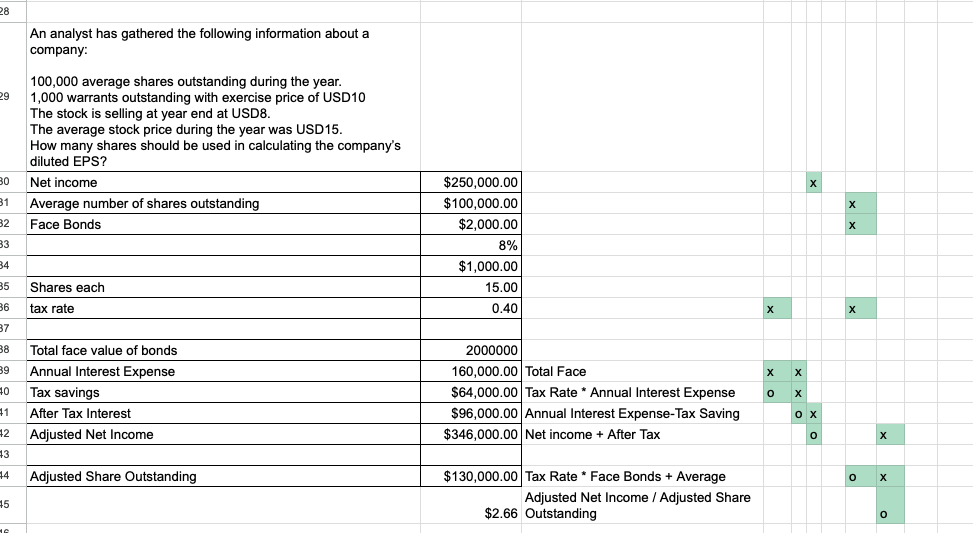 28
An analyst has gathered the following information about a
company:
100,000 average shares outstanding during the year.
29 1,000 warrants outstanding with exercise price of USD10
The stock is selling at year end at USD8.
The average stock price during the year was USD15.
How many shares should be used in calculating the company's
diluted EPS?
30 Net income $250,000.00 x
31 Average number of shares outstanding $100,000.00 x
32 Face Bonds $2,000.00 x
33 8%
34 $1,000.00
35 Shares each 15.00
36 tax rate 0.40 x x
37
38 Total face value of bonds 2000000
39 Annual Interest Expense 160,000.00 Total Face x x
40 Tax savings $64,000.00 Tax Rate * Annual Interest Expense o x
41 After Tax Interest $96,000.00 Annual Interest Expense-Tax Saving o x
42 Adjusted Net Income $346,000.00 Net income + After Tax o x
43
44 Adjusted Share Outstanding $130,000.00 Tax Rate * Face Bonds + Average o x
Adjusted Net Income / Adjusted Share
45 $2.66 Outstanding o